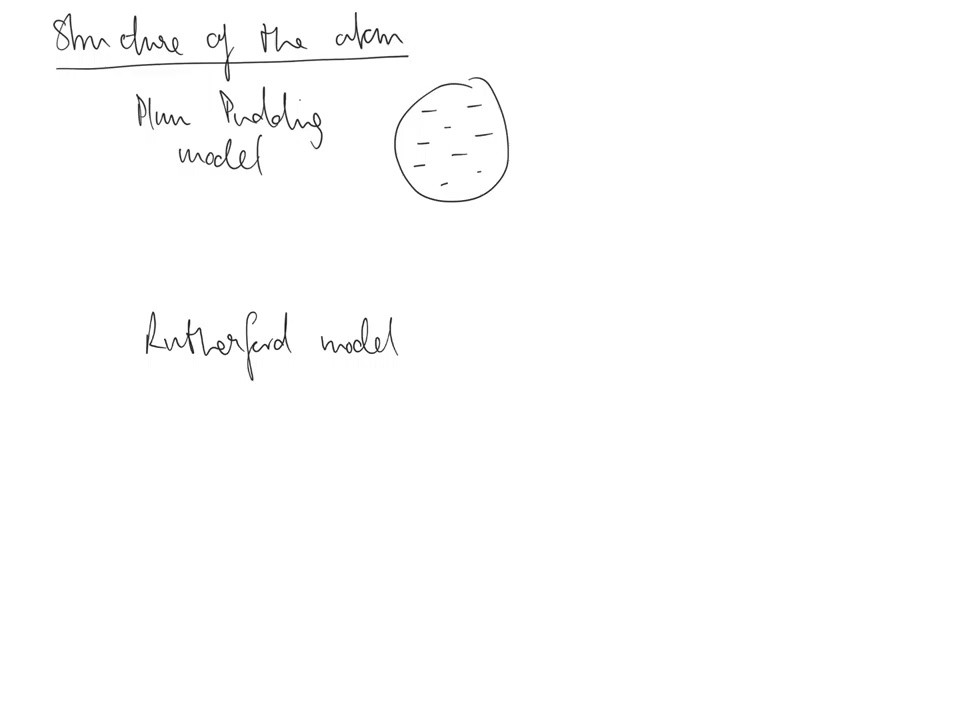 Structure of the atom
Plum Pudding
model
Rutherford model